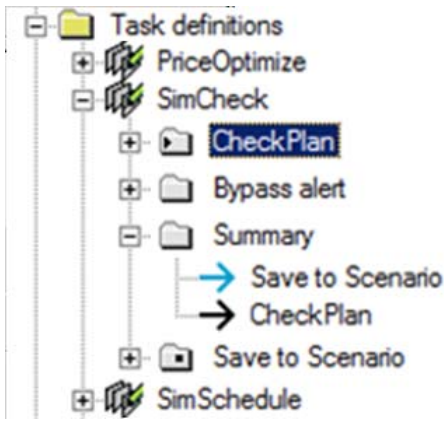 Task definitions
PriceOptimize
SimCheck
CheckPlan
Bypass alert
Summary
Save to Scenario
CheckPlan
Save to Scenario
SimSchedule